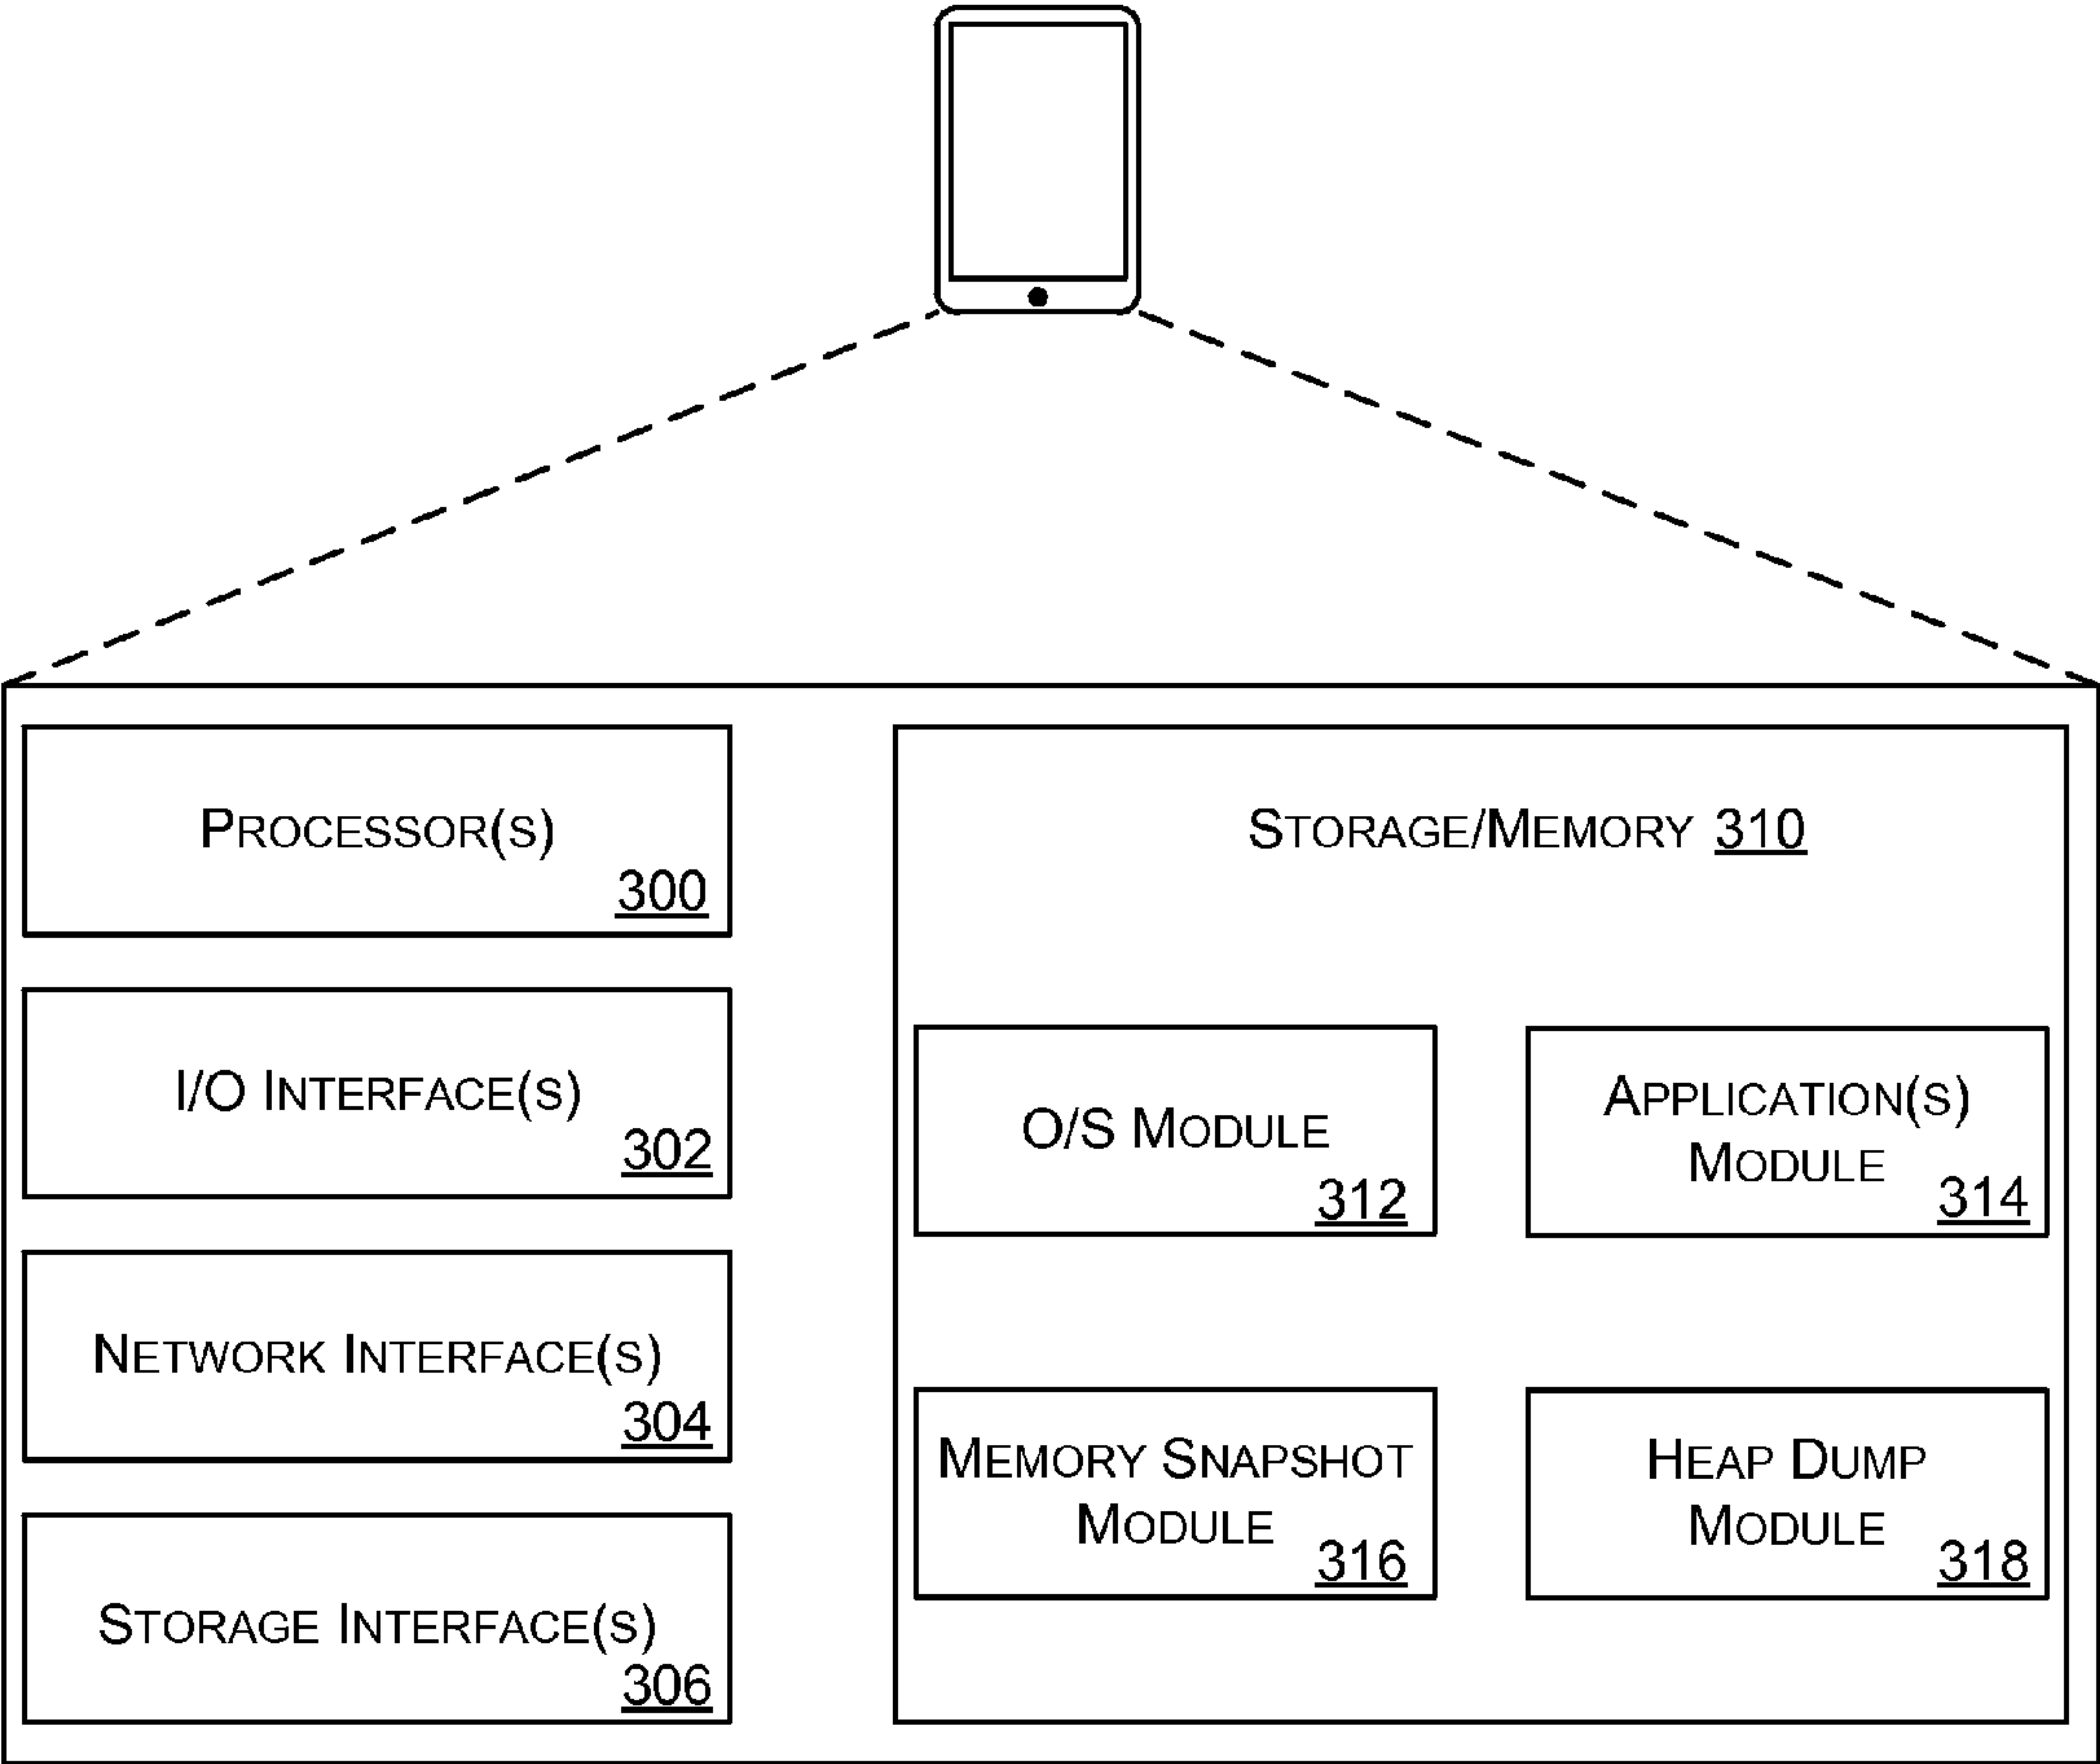 PROCESSOR(S)
300
I/O INTERFACE(S)
302
NETWORK INTERFACE(S)
304
STORAGE INTERFACE(S)
306
STORAGE/MEMORY 310
O/S MODULE
312
APPLICATION(S)
MODULE
314
MEMORY SNAPSHOT
MODULE
316
HEAP DUMP
MODULE
318